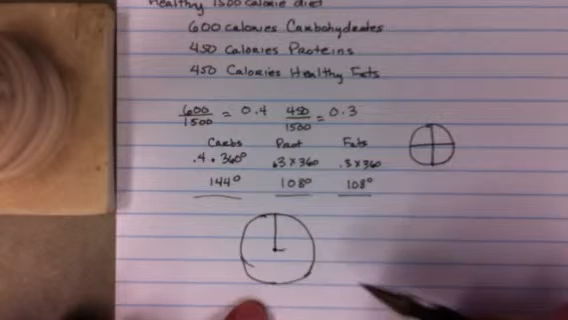 Healthy 1500 calorie diet
600 calories Carbohydrates
450 calories Proteins
450 Calories Healthy Fats
600/1500 = 0.4 450/1500 = 0.3
Carbs Prot Fats
.4 • 360° .3 x 360 .3 x 360
144° 108° 108°